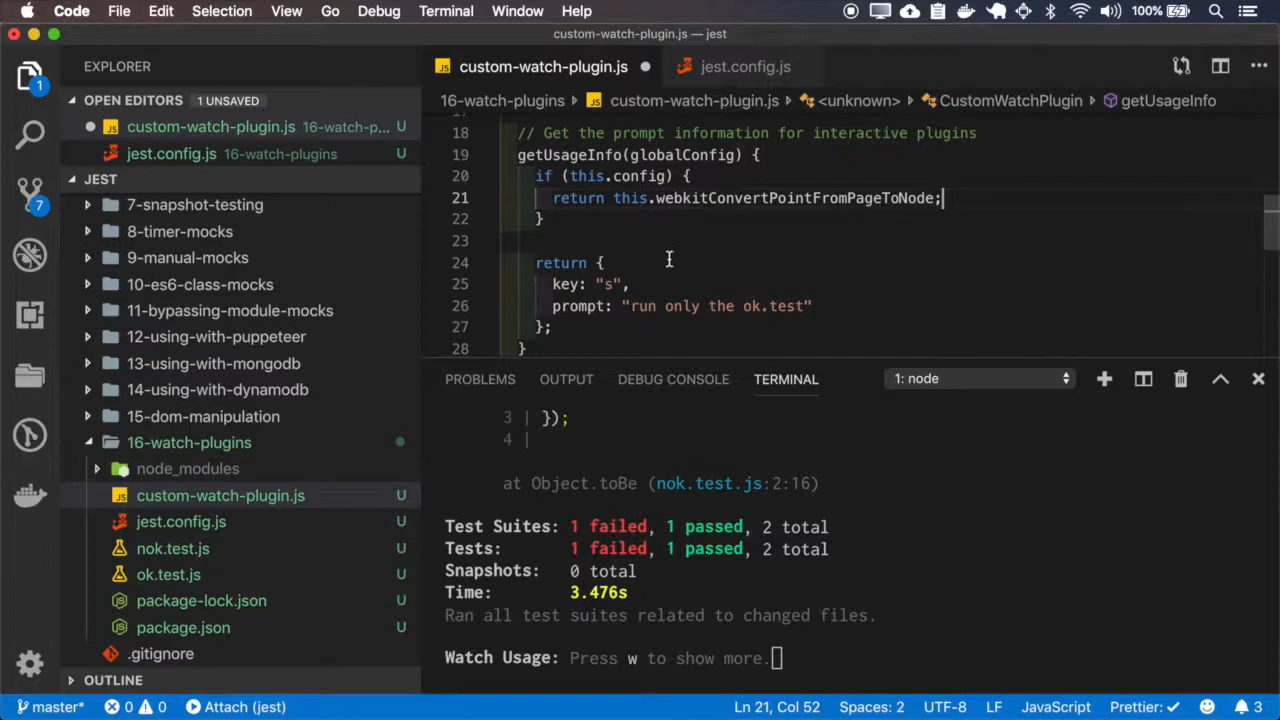 Code File Edit Selection View Go Debug Terminal Window Help 100%
custom-watch-plugin.js — jest
EXPLORER
OPEN EDITORS 1 UNSAVED
custom-watch-plugin.js 16-watch-p... U
jest.config.js 16-watch-plugins U
JEST
7-snapshot-testing
8-timer-mocks
9-manual-mocks
10-es6-class-mocks
11-bypassing-module-mocks
12-using-with-puppeteer
13-using-with-mongodb
14-using-with-dynamodb
15-dom-manipulation
16-watch-plugins
node_modules
JS custom-watch-plugin.js U
jest.config.js U
nok.test.js U
ok.test.js U
package-lock.json U
package.json U
.gitignore
OUTLINE
1
7
JS custom-watch-plugin.js jest.config.js
16-watch-plugins JS custom-watch-plugin.js <unknown> CustomWatchPlugin getUsageInfo
18 // Get the prompt information for interactive plugins
19 getUsageInfo(globalConfig) {
20 if (this.config) {
21 return this.webkitConvertPointFromPageToNode;
22 }
23
24 return {
25 key: "s",
26 prompt: "run only the ok.test"
27 };
28 }
PROBLEMS OUTPUT DEBUG CONSOLE TERMINAL 1: node
3 | });
4 |
at Object.toBe (nok.test.js:2:16)
Test Suites: 1 failed, 1 passed, 2 total
Tests: 1 failed, 1 passed, 2 total
Snapshots: 0 total
Time: 3.476s
Ran all test suites related to changed files.
Watch Usage: Press w to show more.
master* 0 0 Attach (jest) Ln 21, Col 52 Spaces: 2 UTF-8 LF JavaScript Prettier: ✓ 3